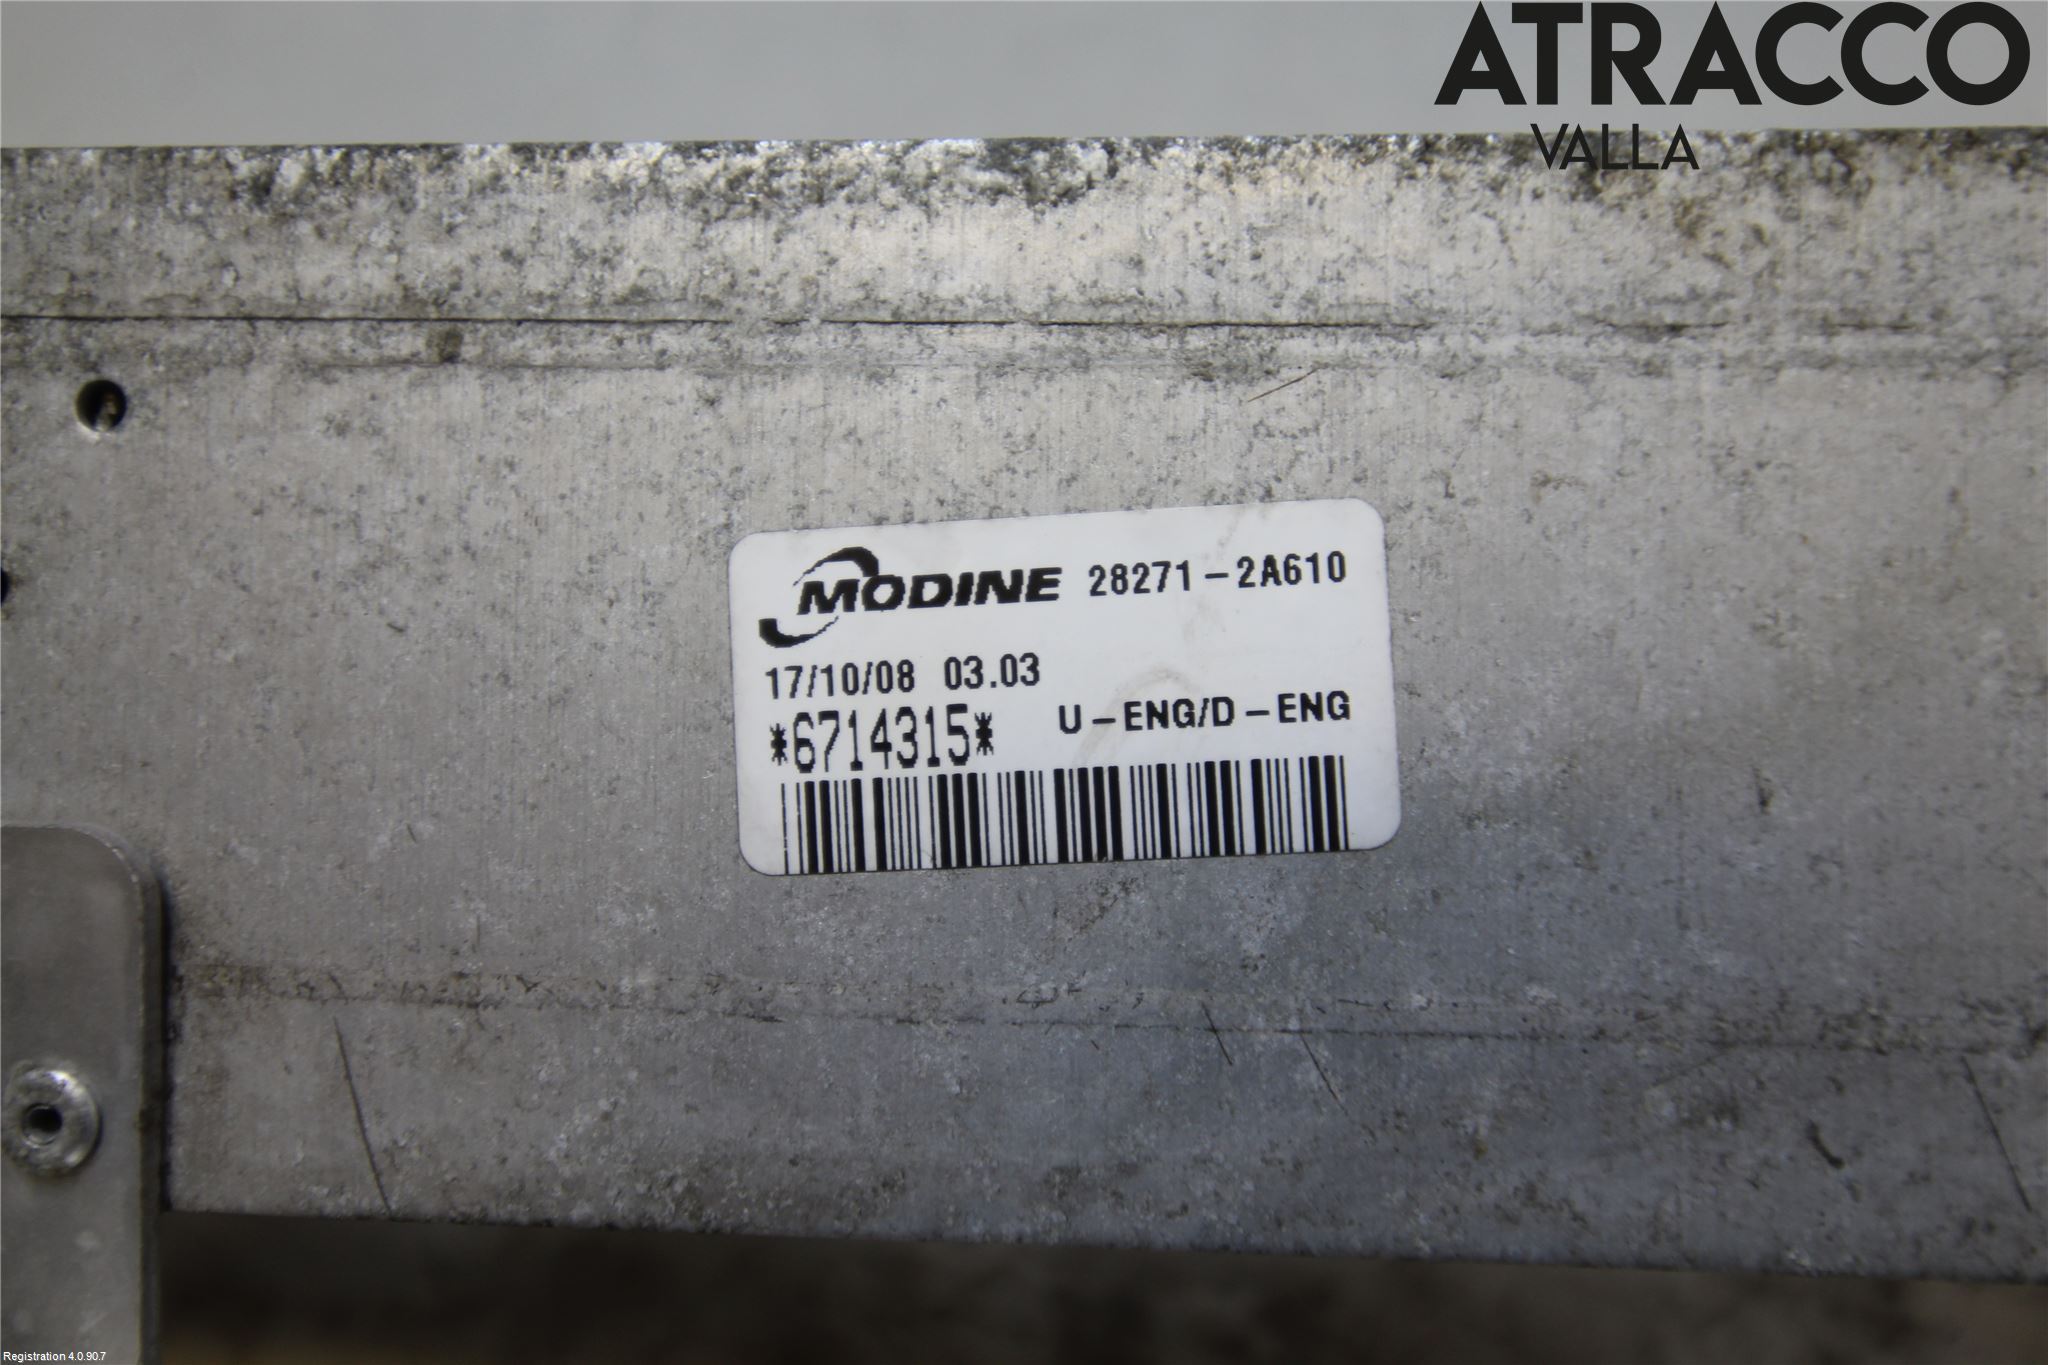 ATRACCO
VALLA
MODINE 28271-2A610
17/10/08 03.03
*6714315* U-ENG/D-ENG
Registration 4.0.90.7